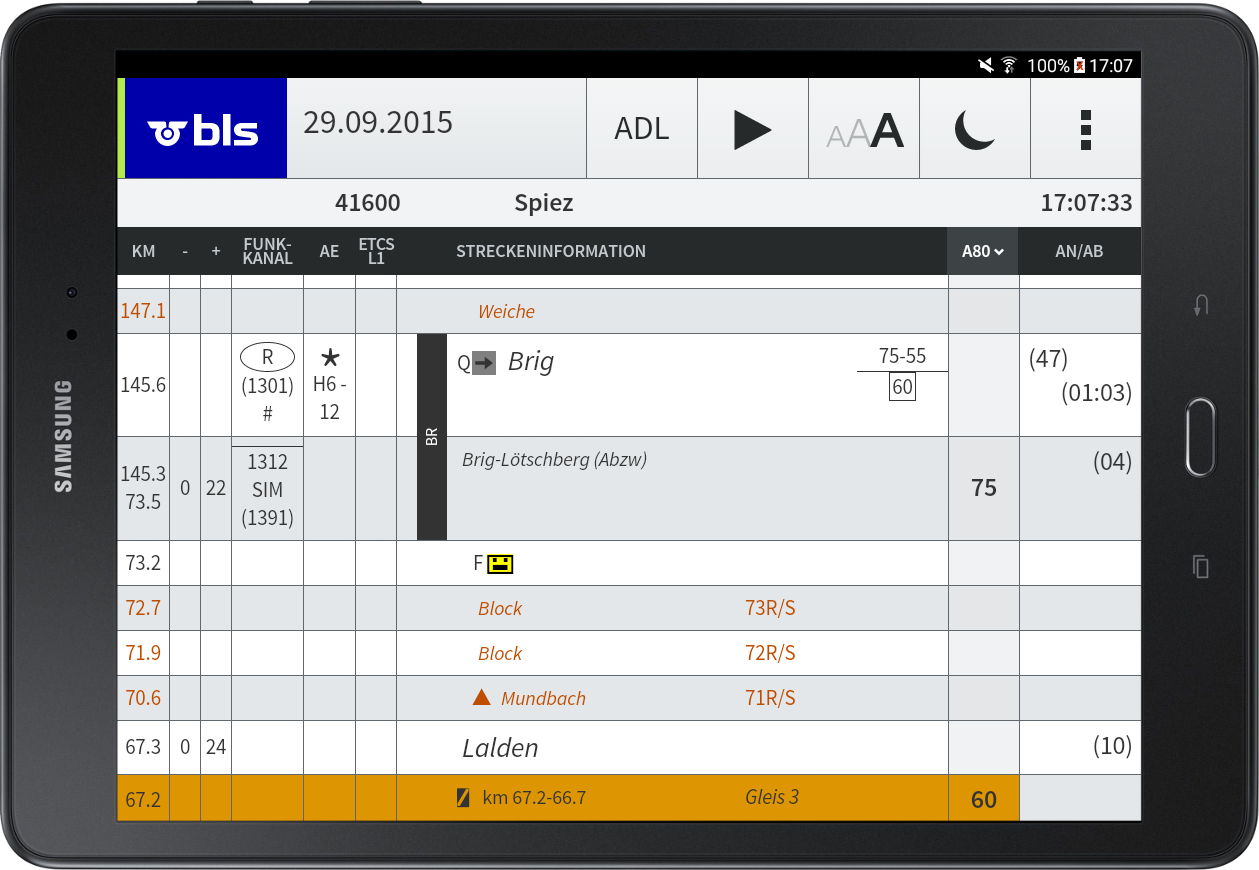 100% 17:07
bls 29.09.2015 ADL AAA
41600 Spiez 17:07:33
KM - + FUNK-KANAL AE ETCS L1 STRECKENINFORMATION A80 AN/AB
147.1 Weiche
145.6 R (1301) # H6 - 12 Q Brig 75-55 60 (47) (01:03)
BR
145.3 73.5 0 22 1312 SIM (1391) Brig-Lötschberg (Abzw) 75 (04)
73.2 F
72.7 Block 73R/S
71.9 Block 72R/S
70.6 Mundbach 71R/S
67.3 0 24 Lalden (10)
67.2 km 67.2-66.7 Gleis 3 60
SAMSUNG